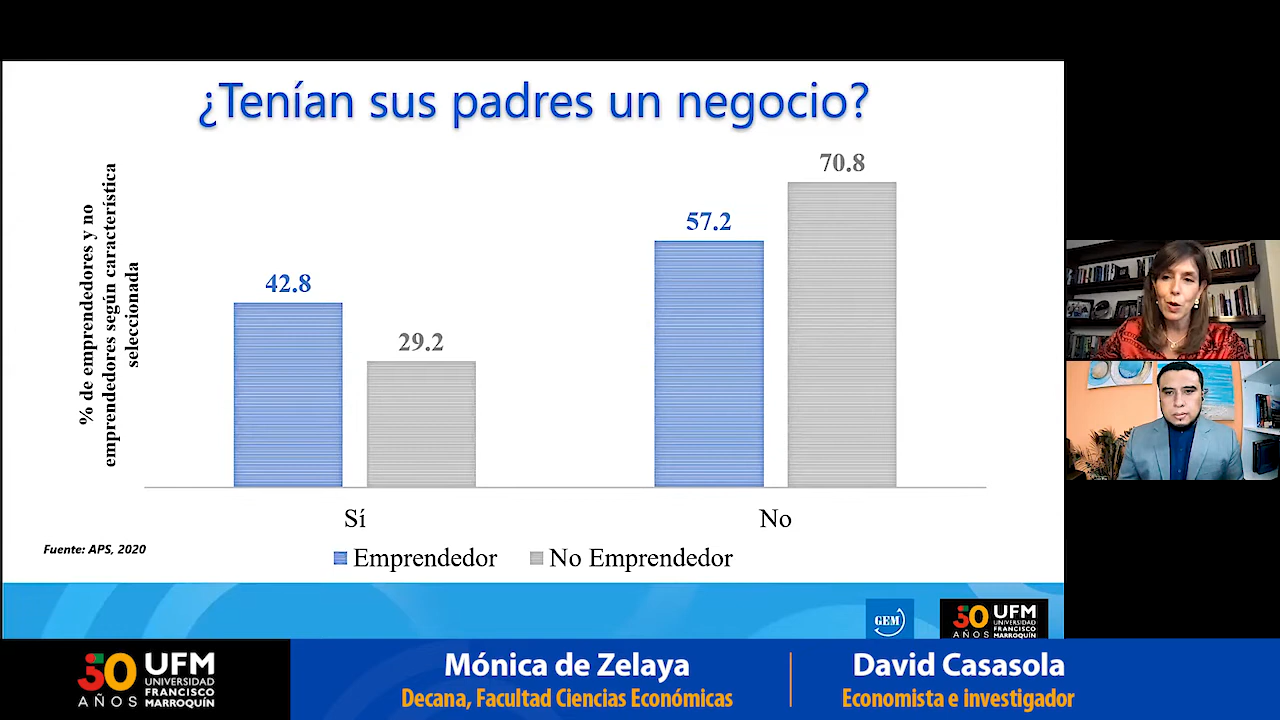 ¿Tenían sus padres un negocio?
% de emprendedores y no
emprendedores según característica
seleccionada
42.8
29.2
57.2
70.8
Sí
No
Emprendedor
No Emprendedor
Fuente: APS, 2020
GEM
50
AÑOS
UFM
UNIVERSIDAD
FRANCISCO
MARROQUÍN
50
AÑOS
UFM
UNIVERSIDAD
FRANCISCO
MARROQUÍN
Mónica de Zelaya
Decana, Facultad Ciencias Económicas
David Casasola
Economista e investigador